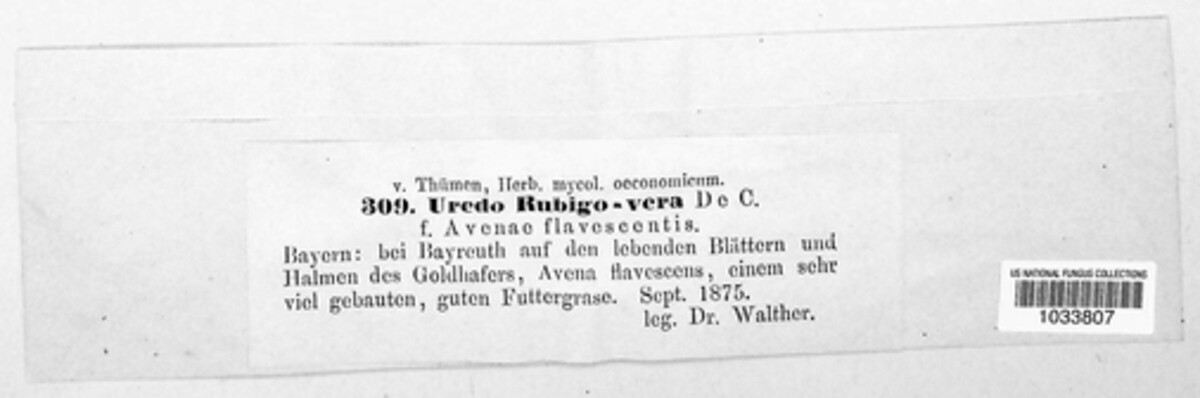 v. Thümen, Herb. mycol. oeconomicum.
309. Uredo Rubigo-vera De C.
f. Avenae flavescentis.
Bayern: bei Bayreuth auf den lebenden Blättern und
Halmen des Goldhafers, Avena flavescens, einem sehr
viel gebauten, guten Futtergrase. Sept. 1875.
leg. Dr. Walther.
US NATIONAL FUNGUS COLLECTIONS
1033807